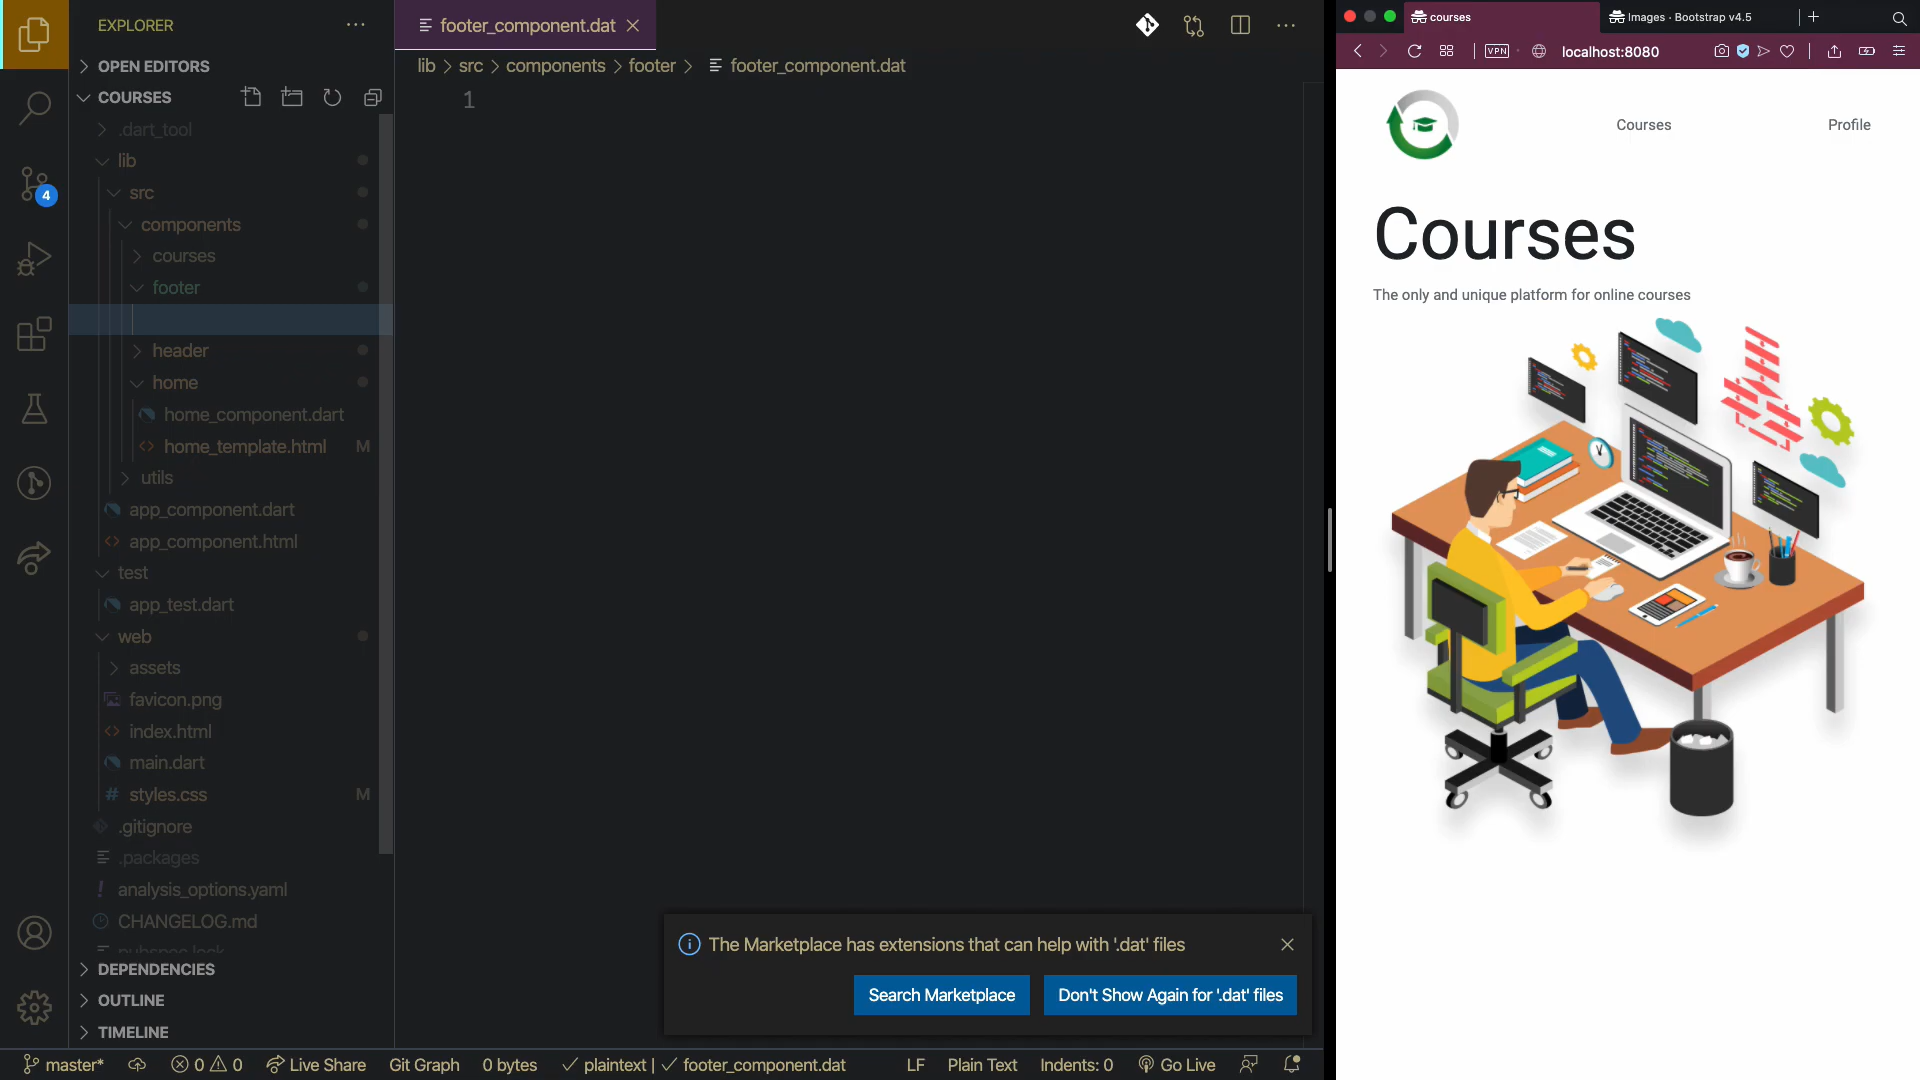 EXPLORER
OPEN EDITORS
COURSES
.dart_tool
lib
src
components
courses
footer
header
home
home_component.dart
home_template.html M
utils
app_component.dart
app_component.html
test
app_test.dart
web
assets
favicon.png
index.html
main.dart
styles.css M
.gitignore
.packages
analysis_options.yaml
CHANGELOG.md
pubspec.lock
DEPENDENCIES
OUTLINE
TIMELINE
4
footer_component.dat
lib > src > components > footer > footer_component.dat
1
The Marketplace has extensions that can help with '.dat' files
Search Marketplace
Don't Show Again for '.dat' files
master* 0 0 Live Share Git Graph 0 bytes plaintext | footer_component.dat LF Plain Text Indents: 0 Go Live
courses
Images · Bootstrap v4.5
VPN localhost:8080
Courses Profile
Courses
The only and unique platform for online courses